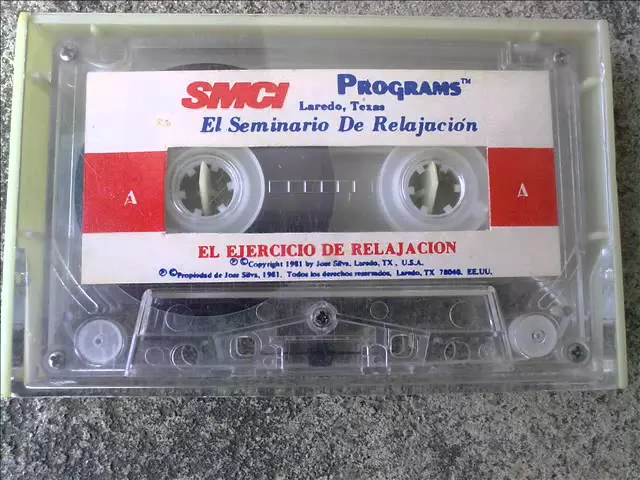 SMCI PROGRAMS™
Laredo, Texas
El Seminario De Relajación
A A
EL EJERCICIO DE RELAJACION
℗ ©Copyright 1981 by Jose Silva, Laredo, TX, U.S.A.
℗ ©Propiedad de Jose Silva, 1981. Todos los derechos reservados, Laredo, TX 78040. EE.UU.